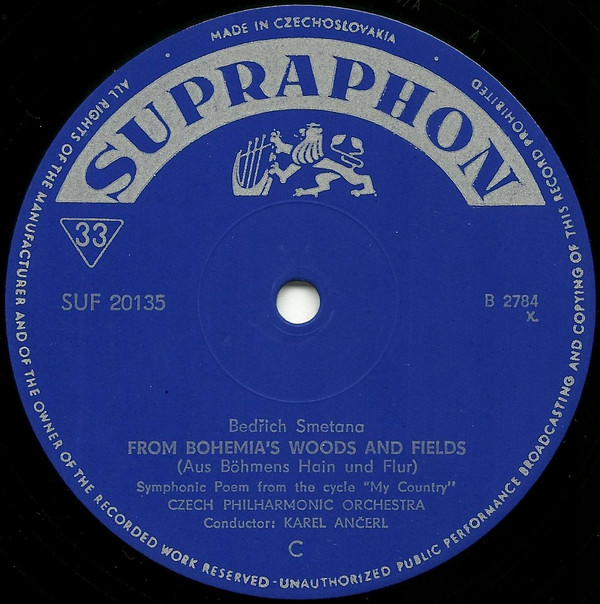 MADE IN CZECHOSLOVAKIA
ALL RIGHTS OF THE MANUFACTURER AND OF THE OWNER OF THE RECORDED WORK RESERVED - UNAUTHORIZED PUBLIC PERFORMANCE BROADCASTING AND COPYING OF THIS RECORD PROHIBITED
SUPRAPHON
33
SUF 20135
B 2784
x.
Bedřich Smetana
FROM BOHEMIA'S WOODS AND FIELDS
(Aus Böhmens Hain und Flur)
Symphonic Poem from the cycle "My Country"
CZECH PHILHARMONIC ORCHESTRA
Conductor: KAREL ANČERL
C